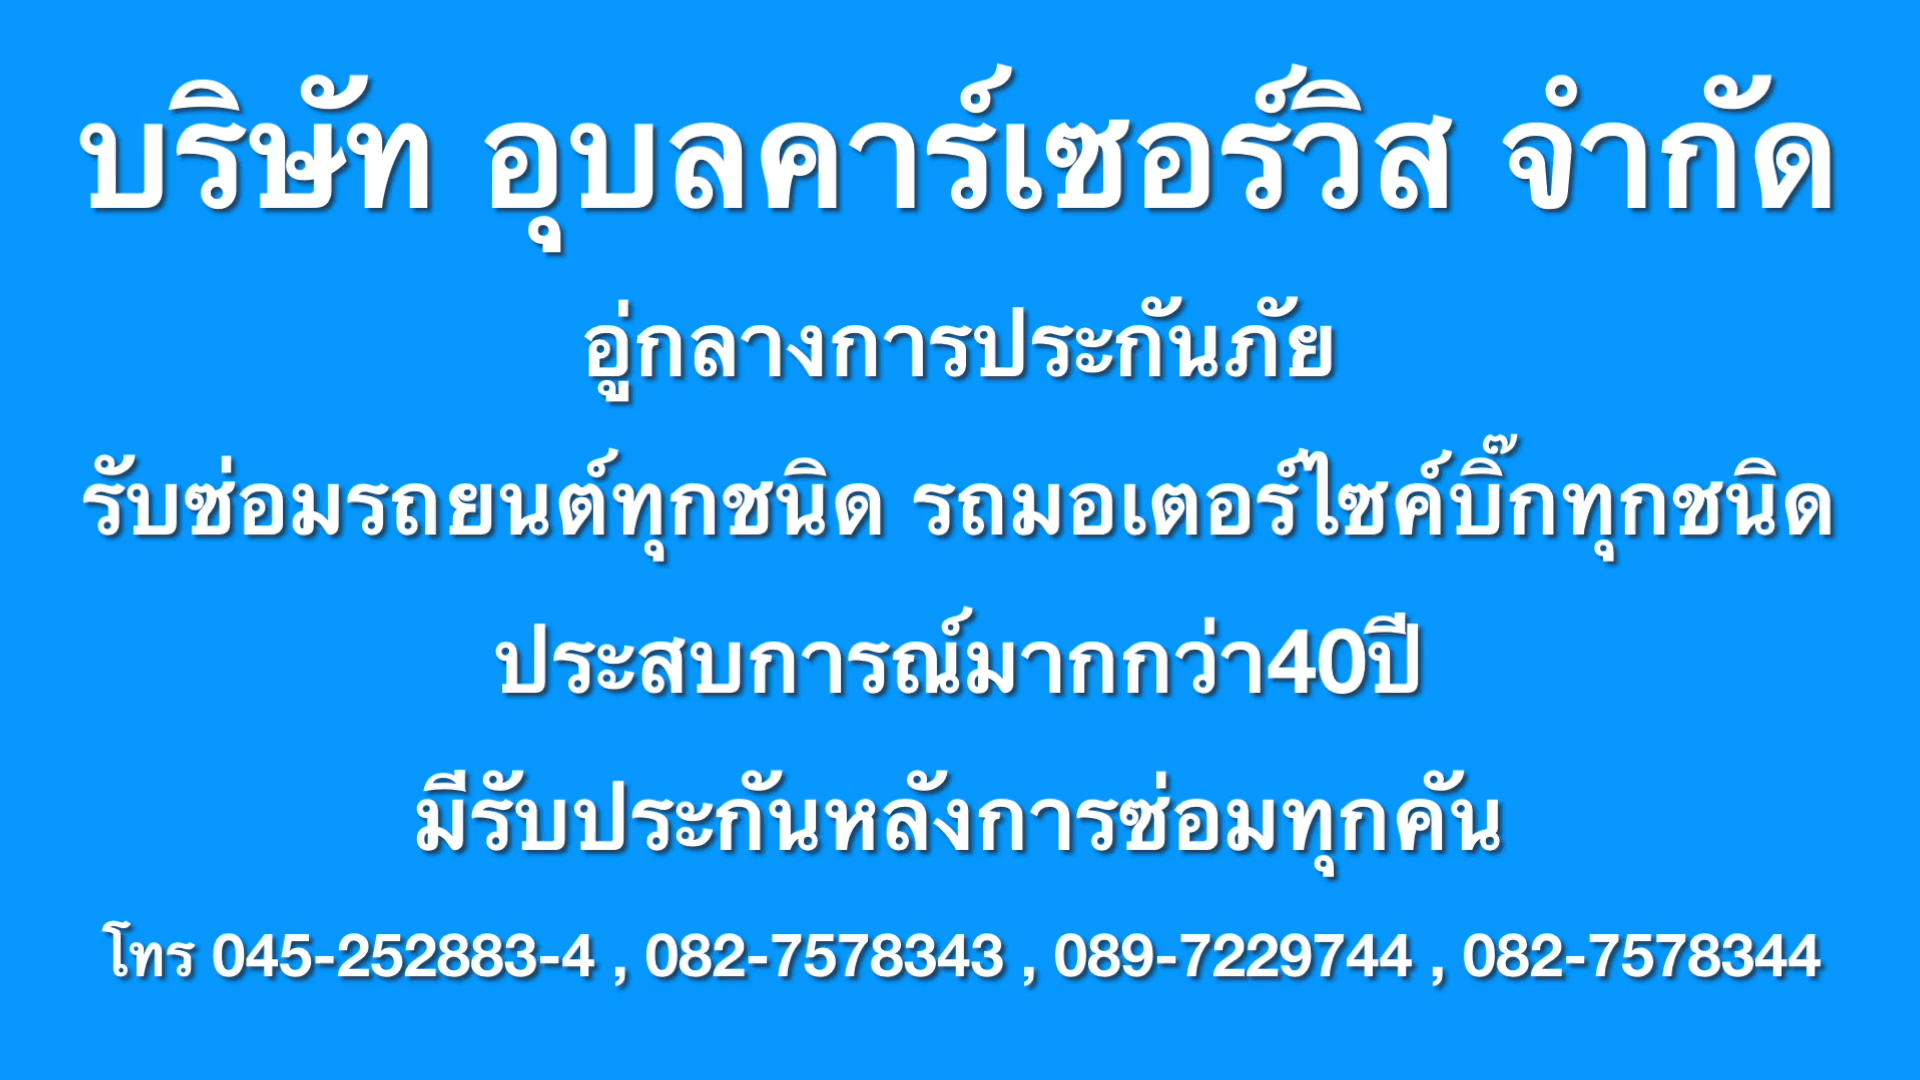 บริษัท อุบลคาร์เซอร์วิส จำกัด
อู่กลางการประกันภัย
รับซ่อมรถยนต์ทุกชนิด รถมอเตอร์ไซค์บิ๊กทุกชนิด
ประสบการณ์มากกว่า40ปี
มีรับประกันหลังการซ่อมทุกคัน
โทร 045-252883-4 , 082-7578343 , 089-7229744 , 082-7578344